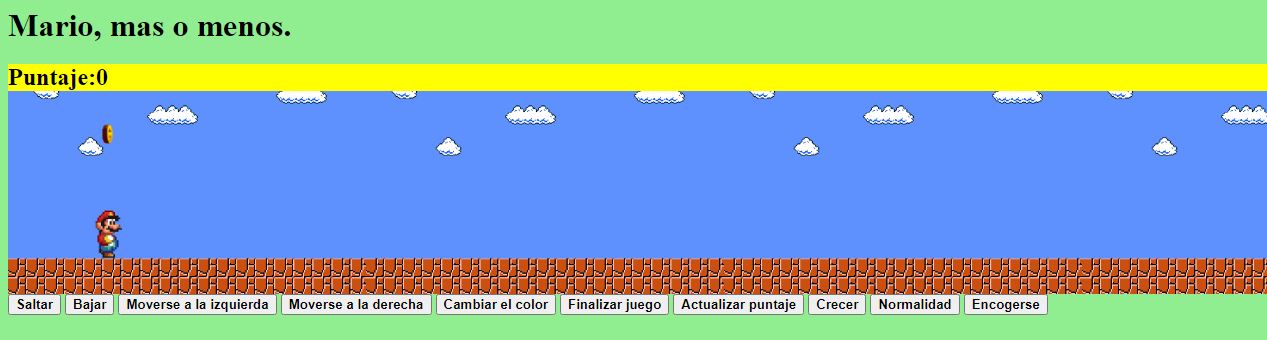 Mario, mas o menos.
Puntaje:0
Saltar Bajar Moverse a la izquierda Moverse a la derecha Cambiar el color Finalizar juego Actualizar puntaje Crecer Normalidad Encogerse